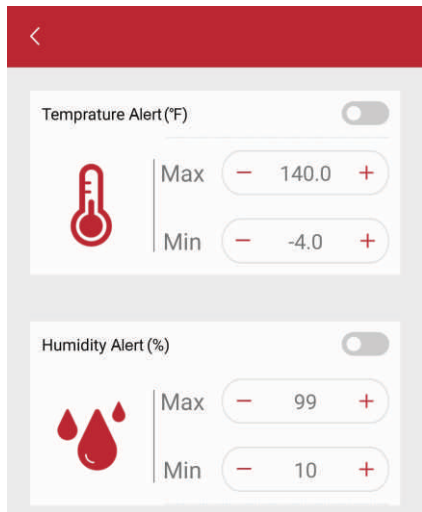 Temprature Alert(°F)
Max − 140.0 +
Min − -4.0 +
Humidity Alert (%)
Max − 99 +
Min − 10 +